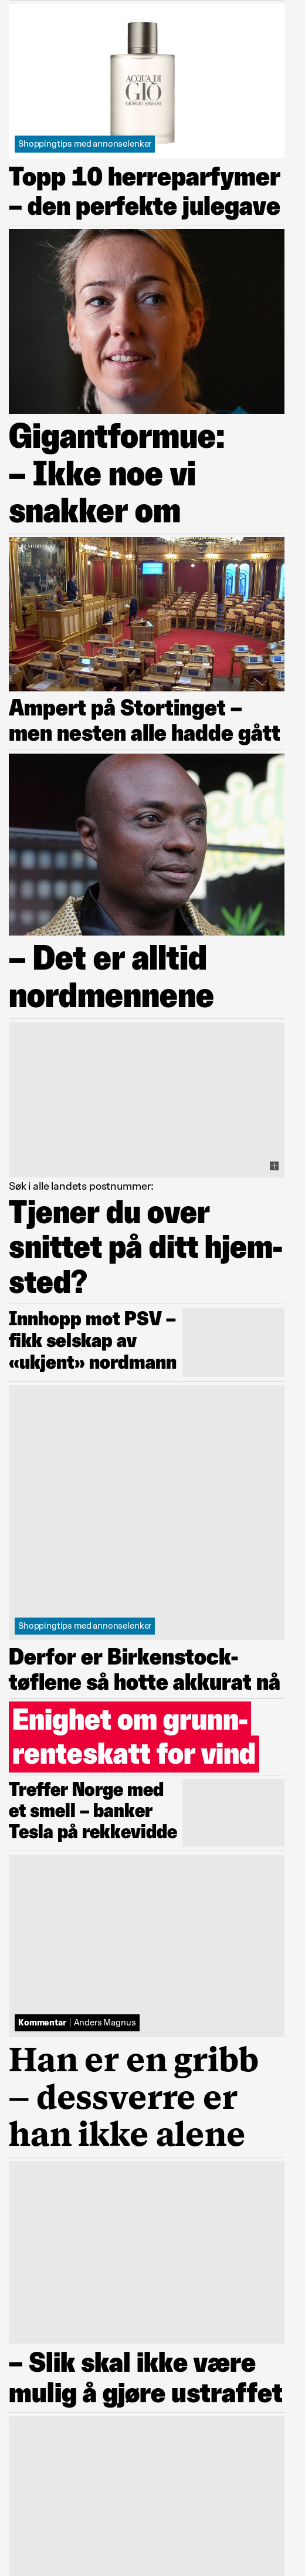 ACQUA DI
GIÒ
GIORGIO ARMANI
Shoppingtips med annonselenker
Topp 10 herreparfymer
– den perfekte julegave
Gigantformue:
– Ikke noe vi
snakker om
Ampert på Stortinget –
men nesten alle hadde gått
– Det er alltid
nordmennene
Søk i alle landets postnummer:
Tjener du over
snittet på ditt hjem-
sted?
Innhopp mot PSV –
fikk selskap av
«ukjent» nordmann
Shoppingtips med annonselenker
Derfor er Birkenstock-
tøflene så hotte akkurat nå
Enighet om grunn-
renteskatt for vind
Treffer Norge med
et smell – banker
Tesla på rekkevidde
Kommentar | Anders Magnus
Han er en gribb
– dessverre er
han ikke alene
– Slik skal ikke være
mulig å gjøre ustraffet